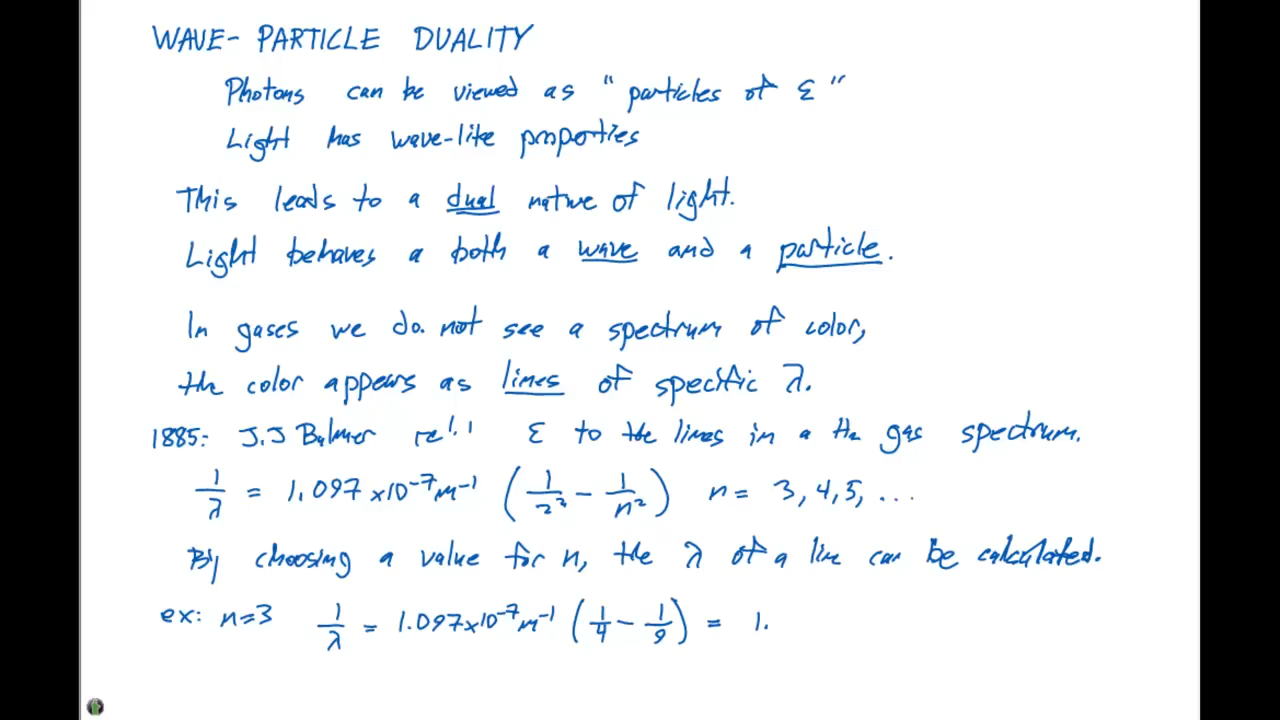 WAVE-PARTICLE DUALITY
Photons can be viewed as "particles of ε"
Light has wave-like properties
This leads to a dual nature of light.
Light behaves a both a wave and a particle.
In gases we do not see a spectrum of color,
the color appears as lines of specific λ.
1885: J.J Balmer ε to the lines in a gas spectrum.
1/λ = 1.097 x10⁻⁷m⁻¹ (1/2² - 1/n²) n = 3, 4, 5, ...
By choosing a value for n, the λ of a line can be calculated.
ex: n=3 1/λ = 1.097x10⁻⁷m⁻¹ (1/4 - 1/9) = 1.